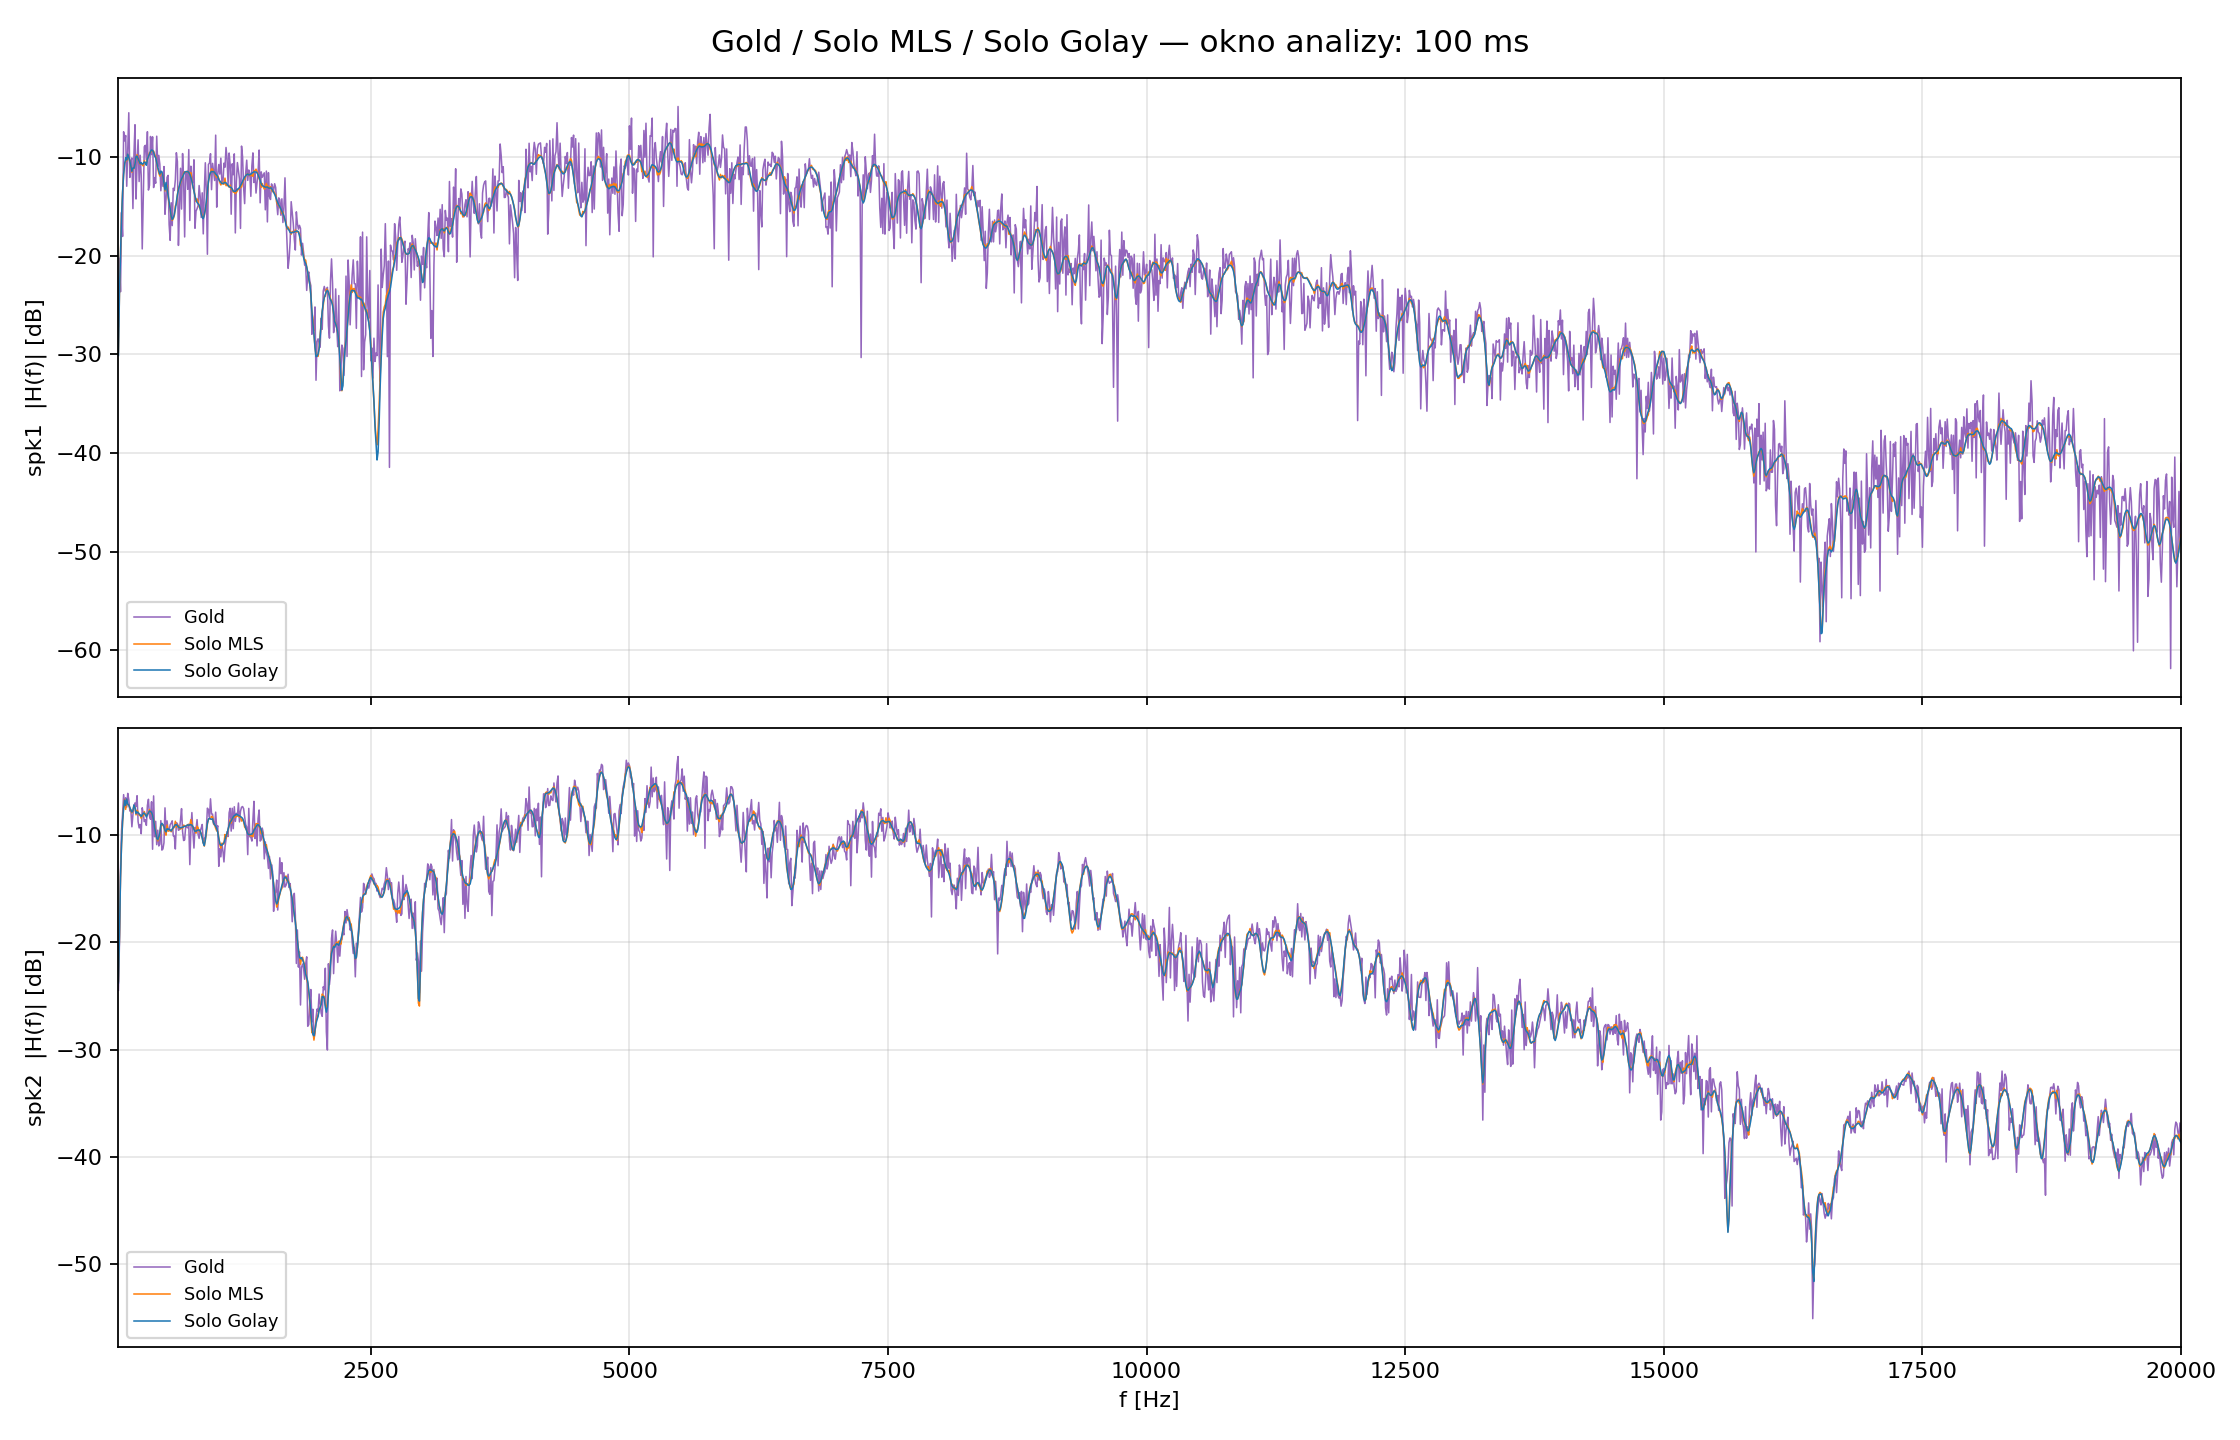 Gold / Solo MLS / Solo Golay — okno analizy: 100 ms
spk1 |H(f)| [dB]
−10
−20
−30
−40
−50
−60
Gold
Solo MLS
Solo Golay
spk2 |H(f)| [dB]
−10
−20
−30
−40
−50
Gold
Solo MLS
Solo Golay
2500 5000 7500 10000 12500 15000 17500 20000
f [Hz]